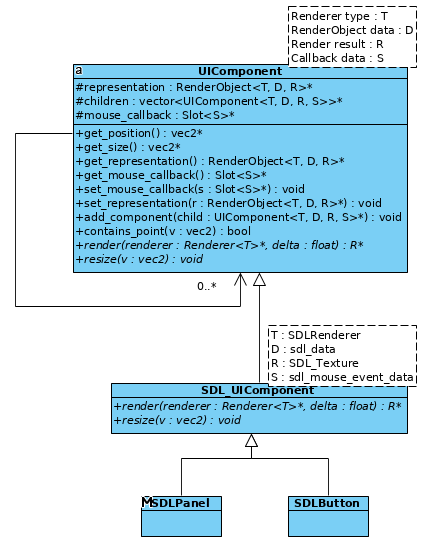 Renderer type : T
RenderObject data : D
Render result : R
Callback data : S
a
UIComponent
#representation : RenderObject<T, D, R>*
#children : vector<UIComponent<T, D, R, S>>*
#mouse_callback : Slot<S>*
+get_position() : vec2*
+get_size() : vec2*
+get_representation() : RenderObject<T, D, R>*
+get_mouse_callback() : Slot<S>*
+set_mouse_callback(s : Slot<S>*) : void
+set_representation(r : RenderObject<T, D, R>*) : void
+add_component(child : UIComponent<T, D, R, S>*) : void
+contains_point(v : vec2) : bool
+render(renderer : Renderer<T>*, delta : float) : R*
+resize(v : vec2) : void
0..*
T : SDLRenderer
D : sdl_data
R : SDL_Texture
S : sdl_mouse_event_data
SDL_UIComponent
+render(renderer : Renderer<T>*, delta : float) : R*
+resize(v : vec2) : void
M
SDLPanel
SDLButton